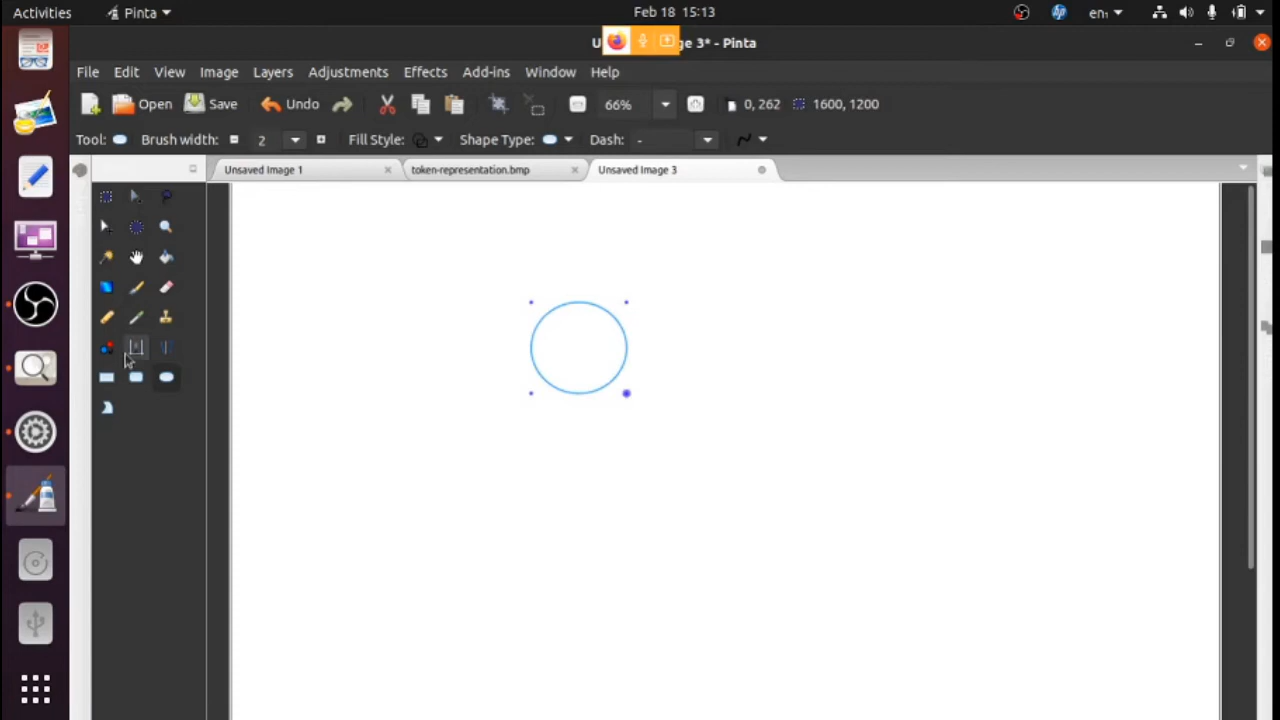 Activities Pinta Feb 18 15:13 en
3* - Pinta
File Edit View Image Layers Adjustments Effects Add-ins Window Help
Open Save Undo 66% 0, 262 1600, 1200
Tool: Brush width: 2 Fill Style: Shape Type: Dash: -
Unsaved Image 1 token-representation.bmp Unsaved Image 3